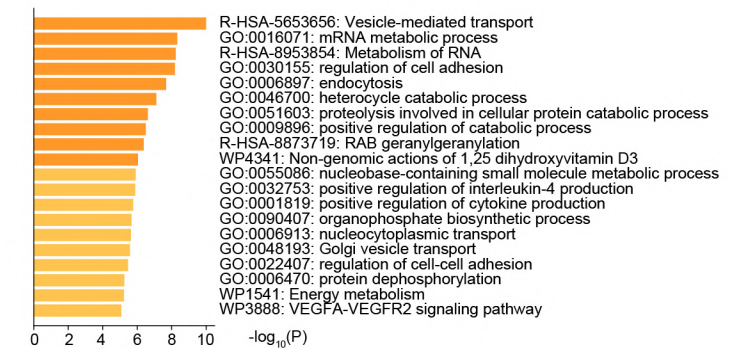 R-HSA-5653656: Vesicle-mediated transport
GO:0016071: mRNA metabolic process
R-HSA-8953854: Metabolism of RNA
GO:0030155: regulation of cell adhesion
GO:0006897: endocytosis
GO:0046700: heterocycle catabolic process
GO:0051603: proteolysis involved in cellular protein catabolic process
GO:0009896: positive regulation of catabolic process
R-HSA-8873719: RAB geranylgeranylation
WP4341: Non-genomic actions of 1,25 dihydroxyvitamin D3
GO:0055086: nucleobase-containing small molecule metabolic process
GO:0032753: positive regulation of interleukin-4 production
GO:0001819: positive regulation of cytokine production
GO:0090407: organophosphate biosynthetic process
GO:0006913: nucleocytoplasmic transport
GO:0048193: Golgi vesicle transport
GO:0022407: regulation of cell-cell adhesion
GO:0006470: protein dephosphorylation
WP1541: Energy metabolism
WP3888: VEGFA-VEGFR2 signaling pathway
0 2 4 6 8 10 -log10(P)